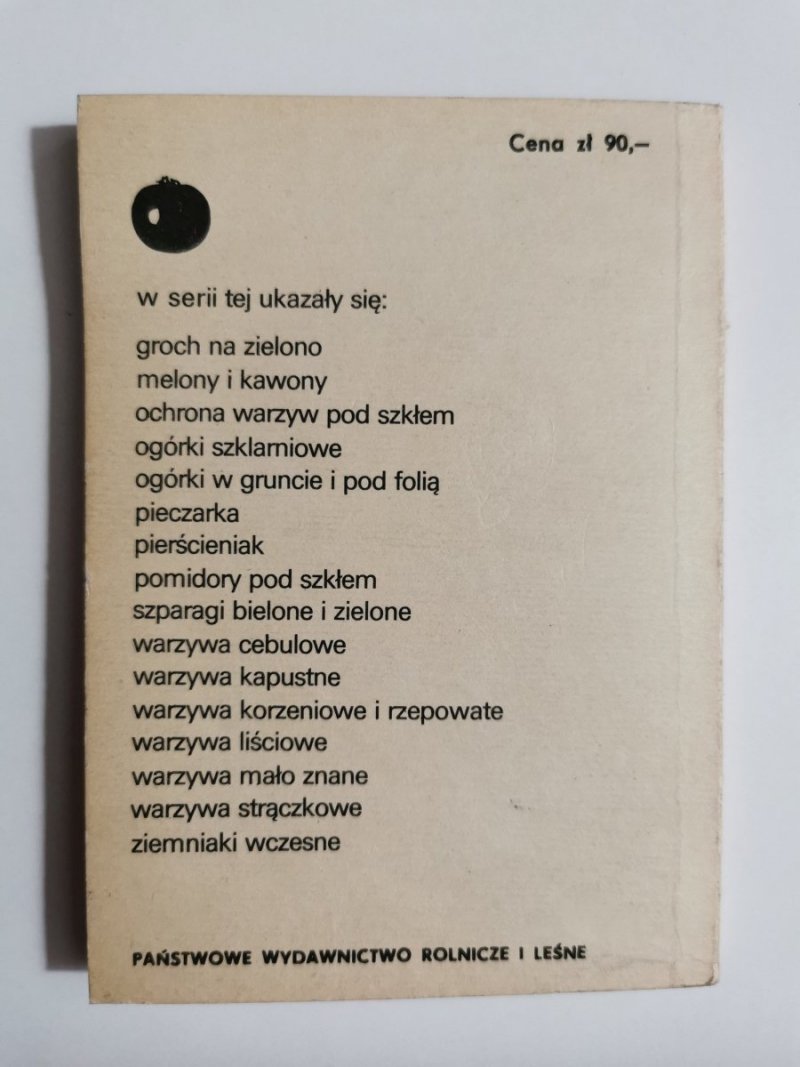 Cena zł 90,—
w serii tej ukazały się:
groch na zielono
melony i kawony
ochrona warzyw pod szkłem
ogórki szklarniowe
ogórki w gruncie i pod folią
pieczarka
pierścieniak
pomidory pod szkłem
szparagi bielone i zielone
warzywa cebulowe
warzywa kapustne
warzywa korzeniowe i rzepowate
warzywa liściowe
warzywa mało znane
warzywa strączkowe
ziemniaki wczesne
PAŃSTWOWE WYDAWNICTWO ROLNICZE I LEŚNE